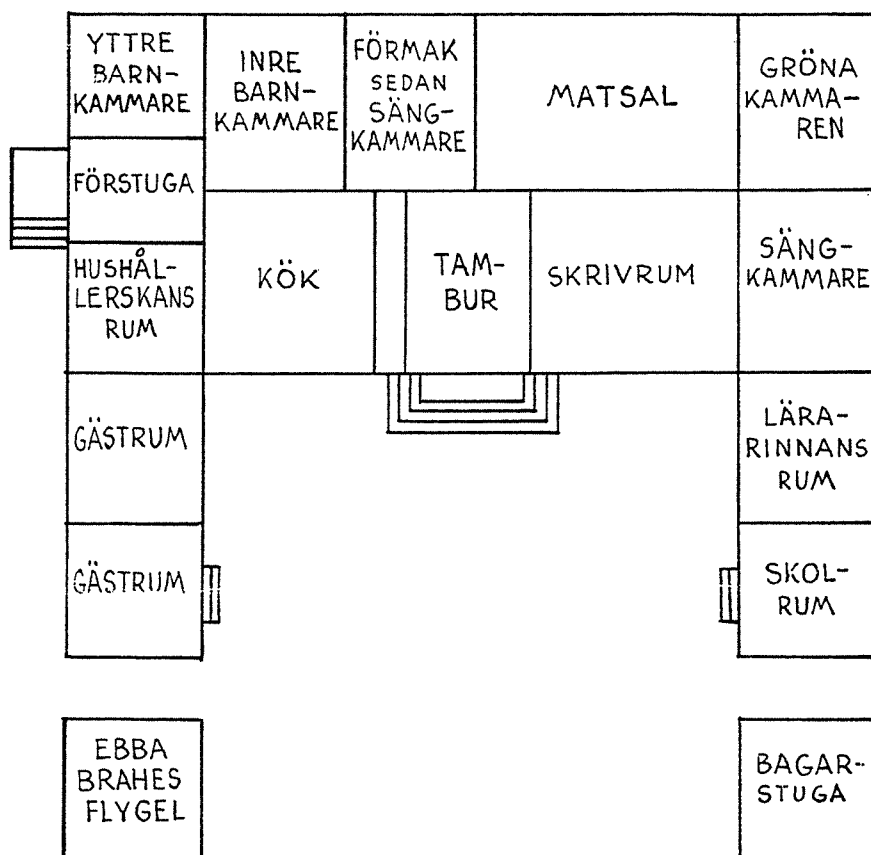 YTTRE
BARN-
KAMMARE
INRE
BARN-
KAMMARE
FÖRMAK
SEDAN
SÄNG-
KAMMARE
MATSAL
GRÖNA
KAMMA-
REN
FÖRSTUGA
HUSHÅL-
LERSKANS
RUM
KÖK
TAM-
BUR
SKRIVRUM
SÄNG-
KAMMARE
GÄSTRUM
LÄRA-
RINNANS
RUM
GÄSTRUM
SKOL-
RUM
EBBA
BRAHES
FLYGEL
BAGAR-
STUGA